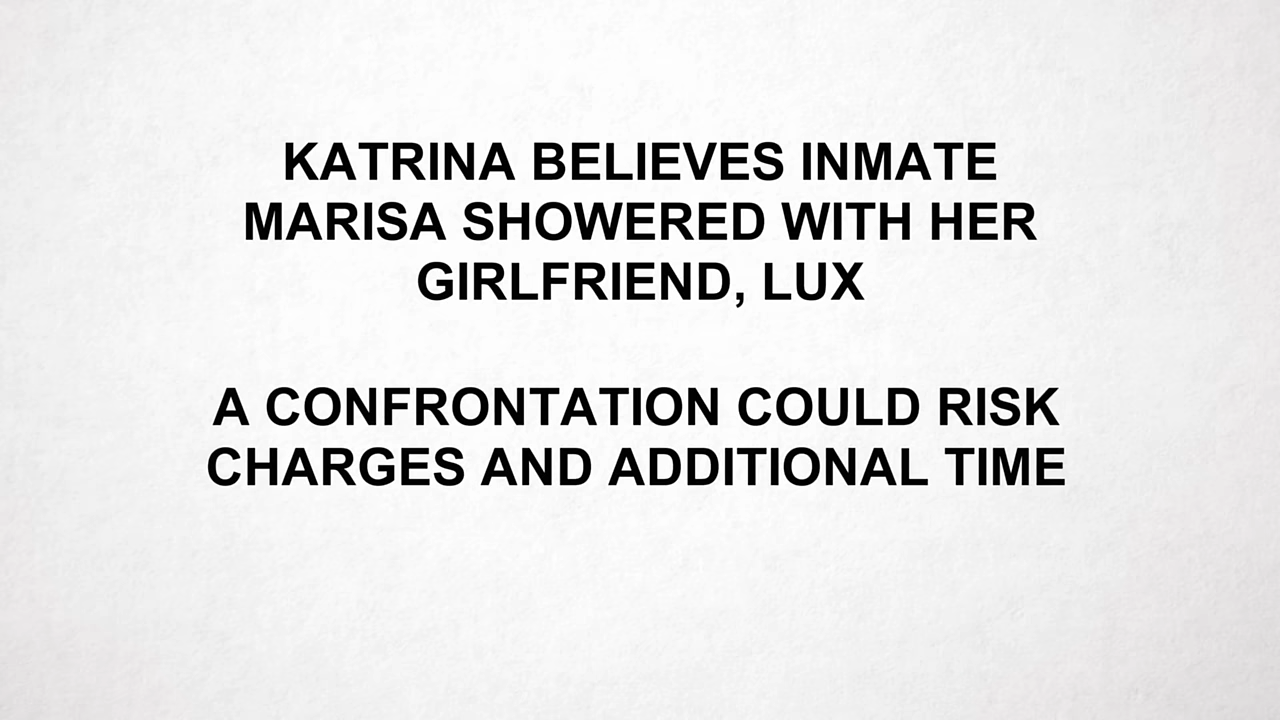 KATRINA BELIEVES INMATE
MARISA SHOWERED WITH HER
GIRLFRIEND, LUX
A CONFRONTATION COULD RISK
CHARGES AND ADDITIONAL TIME